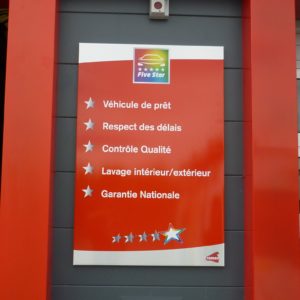 Five Star
Véhicule de prêt
Respect des délais
Contrôle Qualité
Lavage intérieur/extérieur
Garantie Nationale